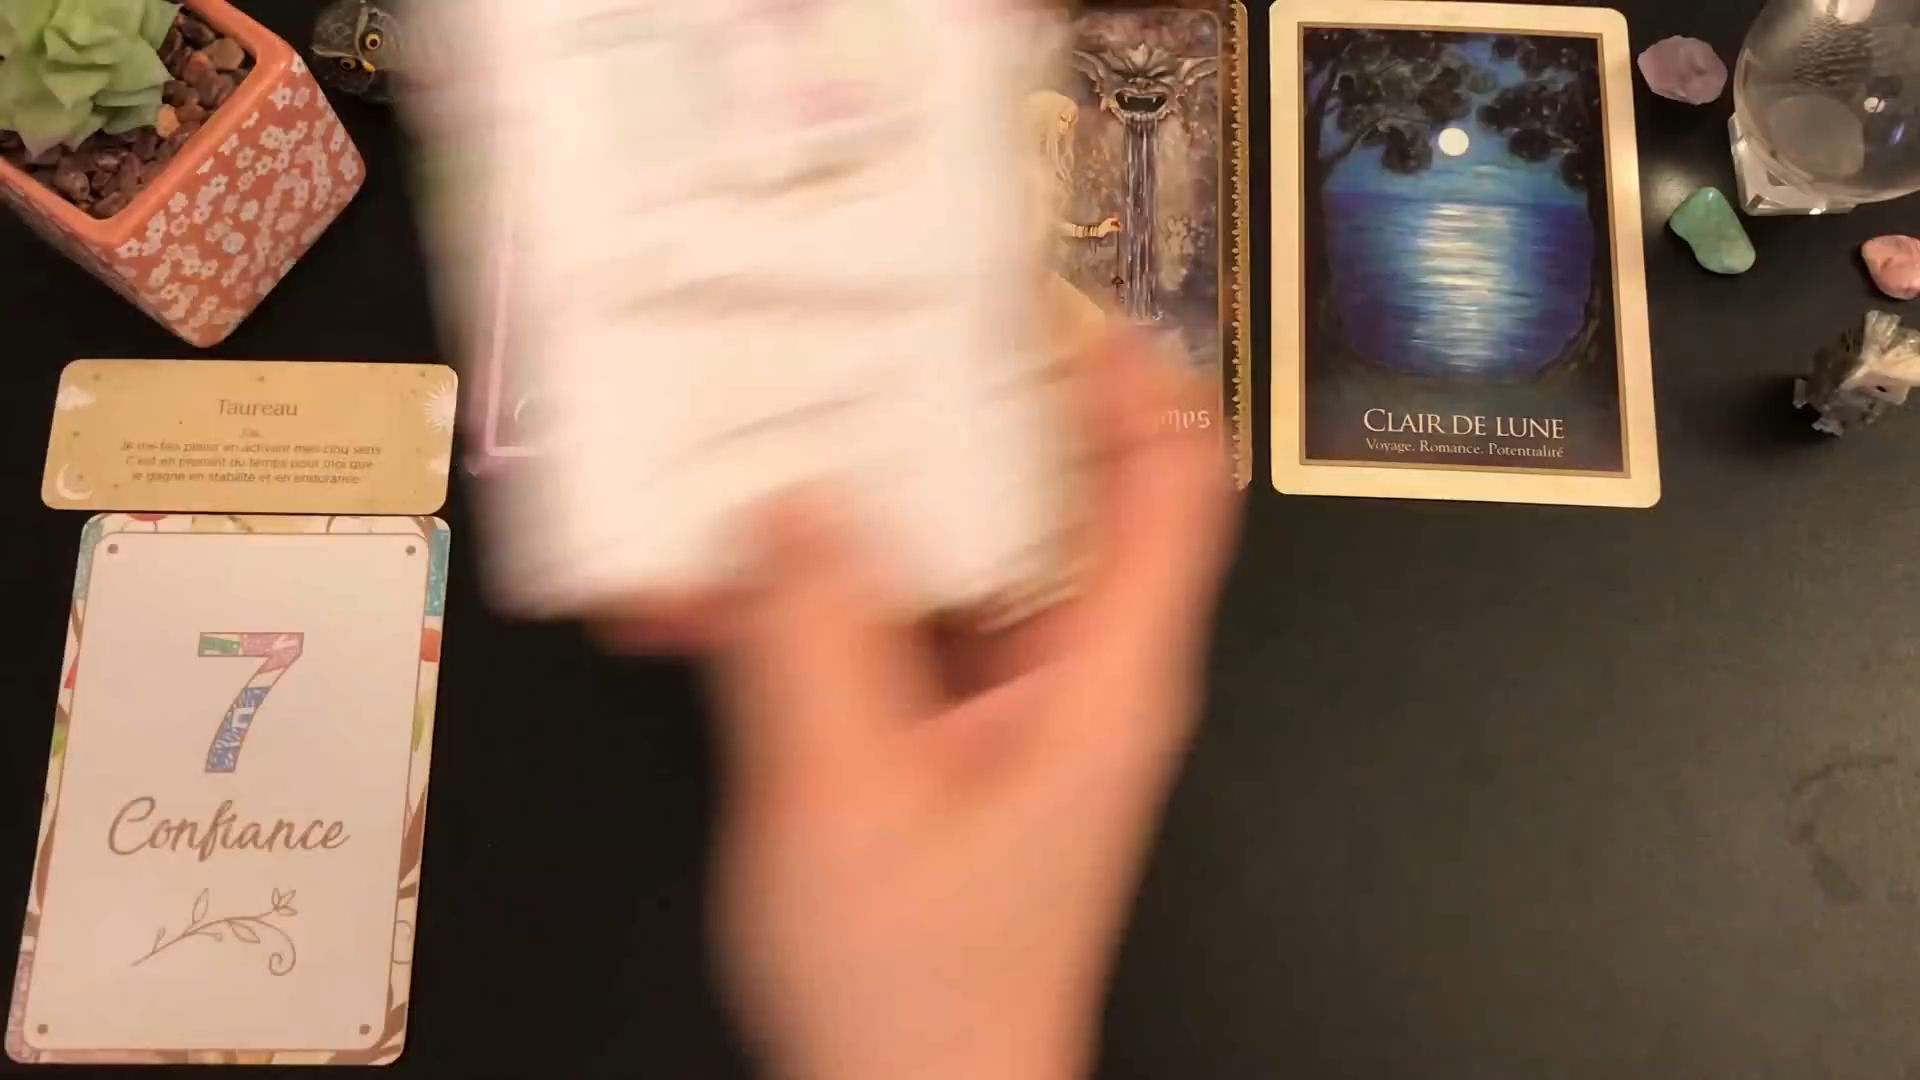 Taureau
Je me fais plaisir en activant mes cinq sens
C'est en prenant du temps pour moi que
je gagne en stabilité et en endurance
7
Confiance
CLAIR DE LUNE
Voyage. Romance. Potentialité